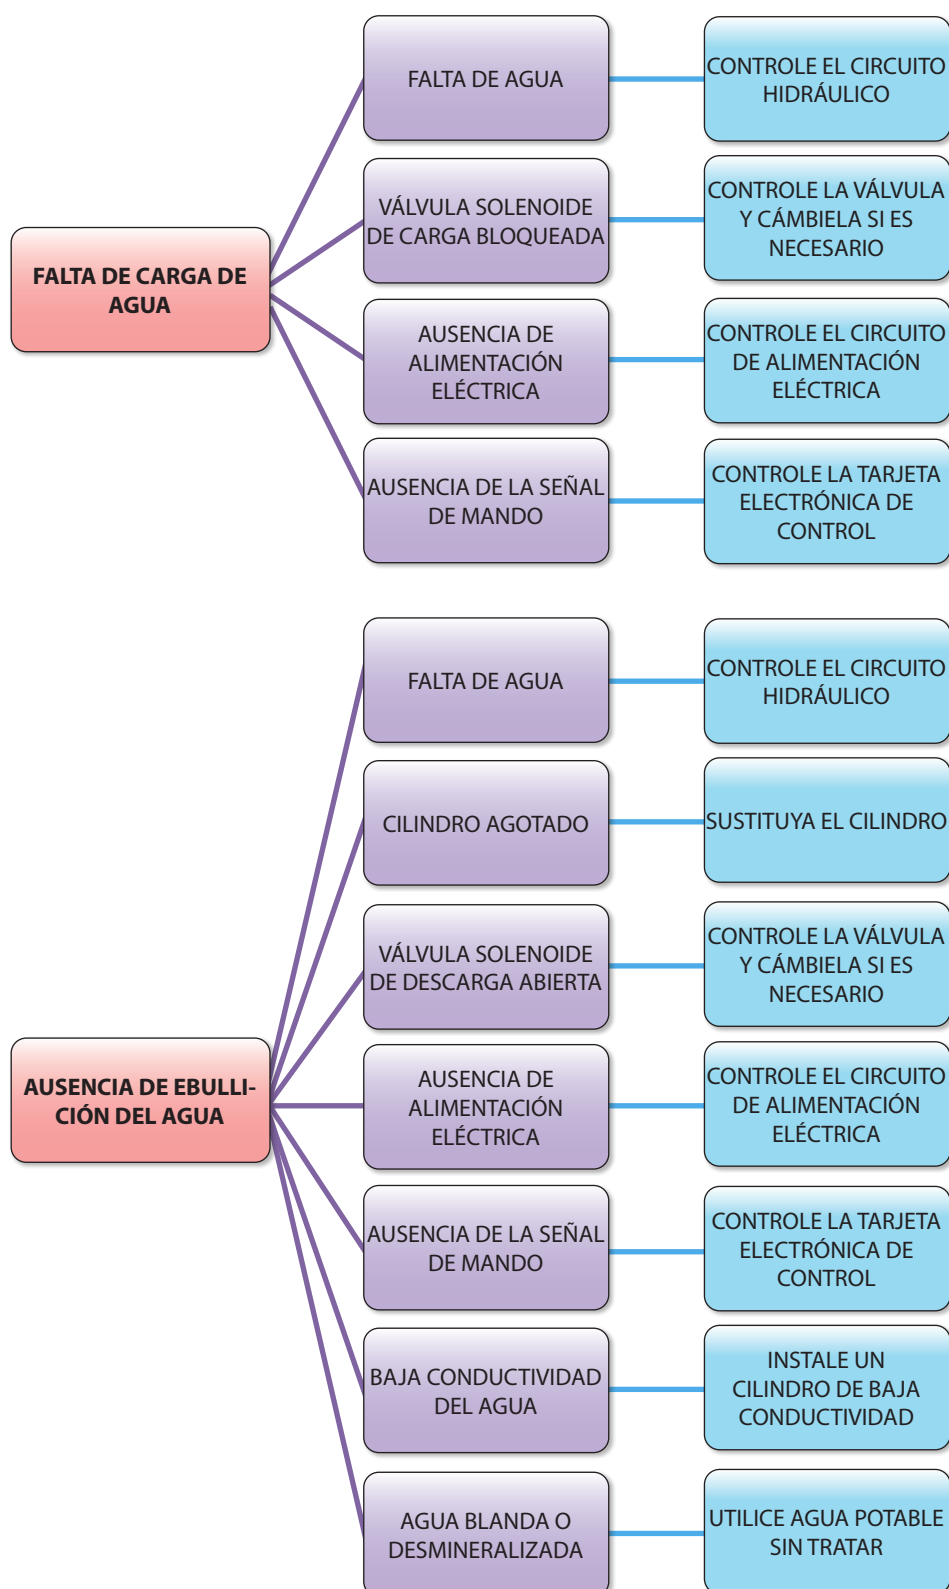 FALTA DE CARGA DE
AGUA
FALTA DE AGUA
CONTROLE EL CIRCUITO
HIDRÁULICO
VÁLVULA SOLENOIDE
DE CARGA BLOQUEADA
CONTROLE LA VÁLVULA
Y CÁMBIELA SI ES
NECESARIO
AUSENCIA DE
ALIMENTACIÓN
ELÉCTRICA
CONTROLE EL CIRCUITO
DE ALIMENTACIÓN
ELÉCTRICA
AUSENCIA DE LA SEÑAL
DE MANDO
CONTROLE LA TARJETA
ELECTRÓNICA DE
CONTROL
AUSENCIA DE EBULLI-
CIÓN DEL AGUA
FALTA DE AGUA
CONTROLE EL CIRCUITO
HIDRÁULICO
CILINDRO AGOTADO
SUSTITUYA EL CILINDRO
VÁLVULA SOLENOIDE
DE DESCARGA ABIERTA
CONTROLE LA VÁLVULA
Y CÁMBIELA SI ES
NECESARIO
AUSENCIA DE
ALIMENTACIÓN
ELÉCTRICA
CONTROLE EL CIRCUITO
DE ALIMENTACIÓN
ELÉCTRICA
AUSENCIA DE LA SEÑAL
DE MANDO
CONTROLE LA TARJETA
ELECTRÓNICA DE
CONTROL
BAJA CONDUCTIVIDAD
DEL AGUA
INSTALE UN
CILINDRO DE BAJA
CONDUCTIVIDAD
AGUA BLANDA O
DESMINERALIZADA
UTILICE AGUA POTABLE
SIN TRATAR